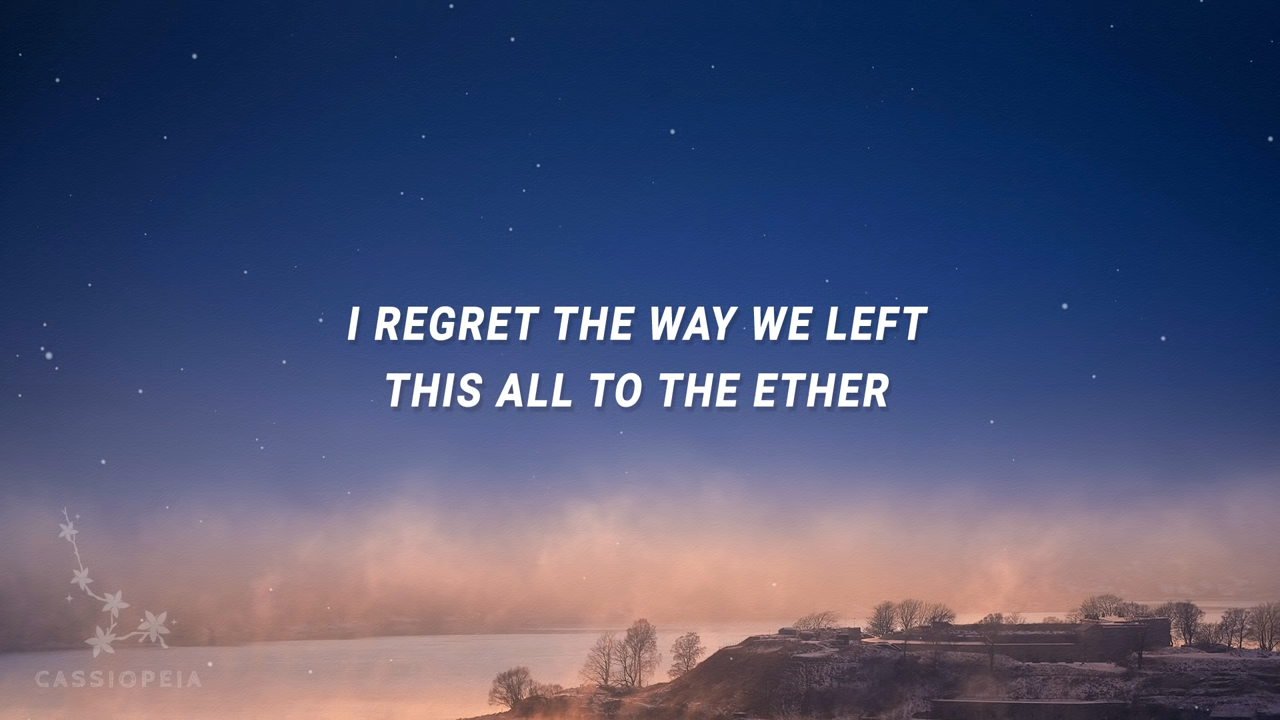 I REGRET THE WAY WE LEFT
THIS ALL TO THE ETHER
CASSIOPEIA